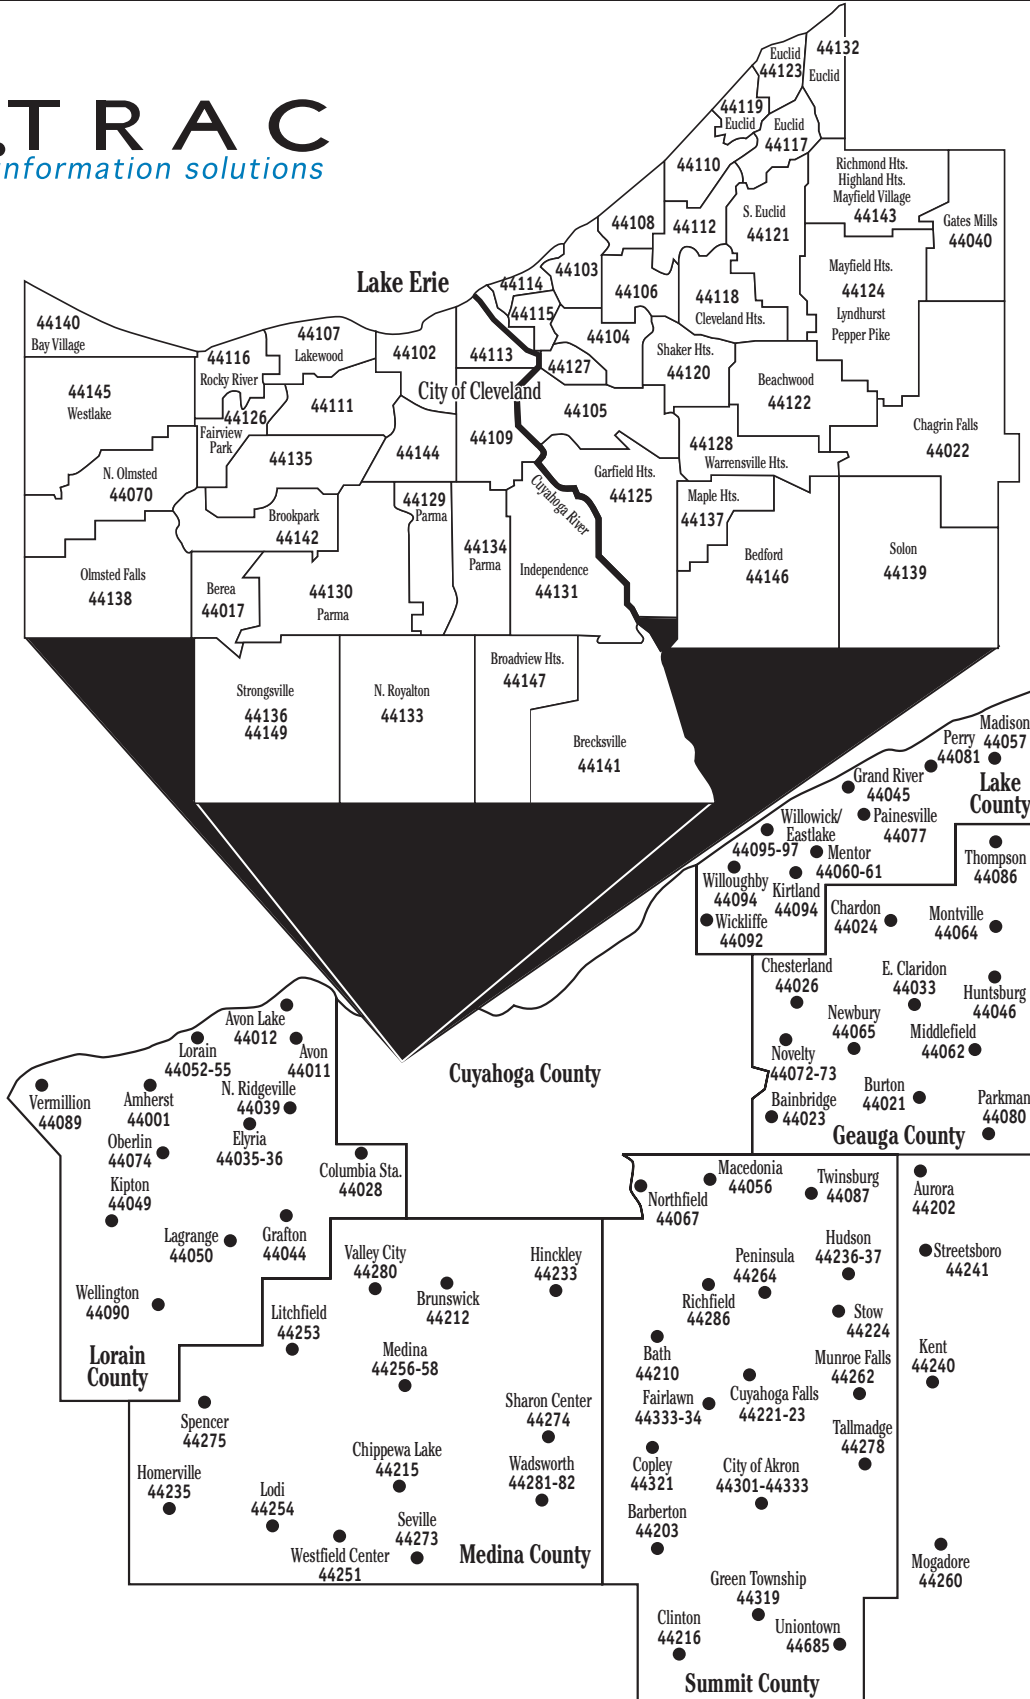 .TRAC
information solutions
Euclid
44123
44132
Euclid
44119
Euclid
Euclid
44117
44110
Richmond Hts.
Highland Hts.
Mayfield Village
44143
Gates Mills
44040
44108
44112
S. Euclid
44121
44103
44114
Lake Erie
44106
44118
Cleveland Hts.
Mayfield Hts.
44124
Lyndhurst
Pepper Pike
44115
44104
44140
Bay Village
44107
Lakewood
44116
Rocky River
44102
44113
44127
Shaker Hts.
44120
Beachwood
44122
City of Cleveland
44145
Westlake
44126
Fairview
Park
44111
44105
44109
Chagrin Falls
44022
44128
Warrensville Hts.
44144
44135
N. Olmsted
44070
Garfield Hts.
44125
Cuyahoga River
44129
Parma
Maple Hts.
44137
Brookpark
44142
44134
Parma
Independence
44131
Bedford
44146
Solon
44139
Olmsted Falls
44138
Berea
44017
44130
Parma
Strongsville
44136
44149
N. Royalton
44133
Broadview Hts.
44147
Brecksville
44141
Madison
44057
Perry
44081
Lake
County
Grand River
44045
Painesville
44077
Willowick/
Eastlake
44095-97
Mentor
44060-61
Thompson
44086
Willoughby
44094
Kirtland
44094
Wickliffe
44092
Chardon
44024
Montville
44064
Chesterland
44026
E. Claridon
44033
Huntsburg
44046
Newbury
44065
Middlefield
44062
Novelty
44072-73
Burton
44021
Bainbridge
44023
Parkman
44080
Geauga County
Cuyahoga County
Avon Lake
44012
Lorain
44052-55
Avon
44011
Vermillion
44089
Amherst
44001
N. Ridgeville
44039
Oberlin
44074
Elyria
44035-36
Columbia Sta.
44028
Kipton
44049
Lagrange
44050
Grafton
44044
Wellington
44090
Lorain
County
Macedonia
44056
Northfield
44067
Twinsburg
44087
Aurora
44202
Valley City
44280
Hinckley
44233
Brunswick
44212
Peninsula
44264
Hudson
44236-37
Streetsboro
44241
Richfield
44286
Stow
44224
Litchfield
44253
Medina
44256-58
Bath
44210
Munroe Falls
44262
Kent
44240
Fairlawn
44333-34
Cuyahoga Falls
44221-23
Sharon Center
44274
Spencer
44275
Tallmadge
44278
Chippewa Lake
44215
Wadsworth
44281-82
Copley
44321
City of Akron
44301-44333
Homerville
44235
Lodi
44254
Seville
44273
Barberton
44203
Westfield Center
44251
Medina County
Mogadore
44260
Green Township
44319
Clinton
44216
Uniontown
44685
Summit County